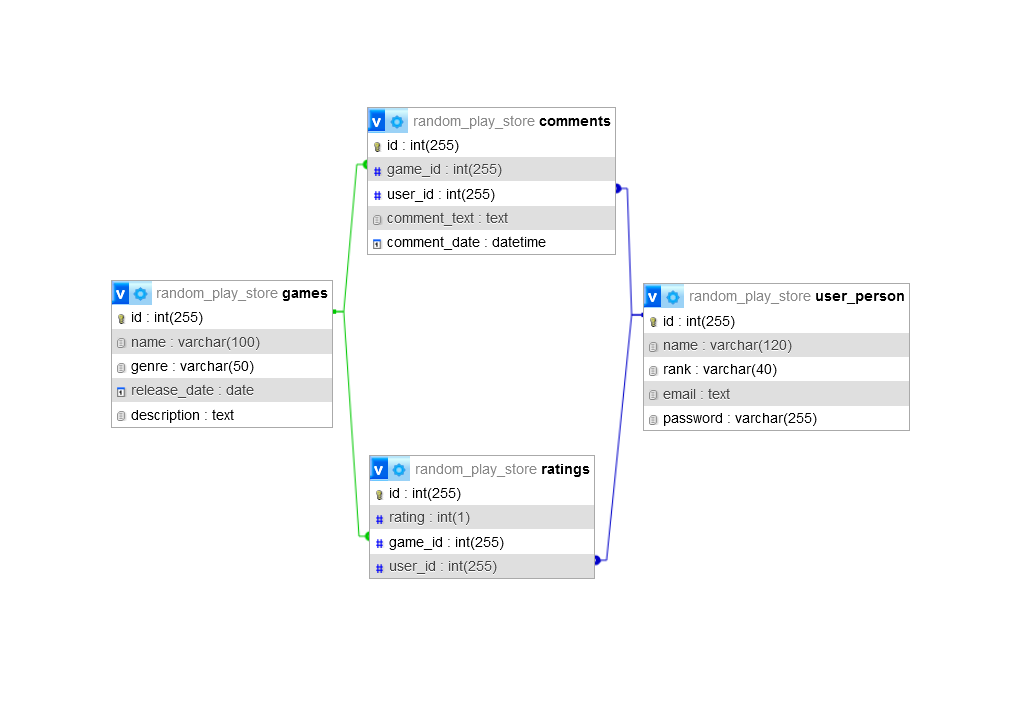 v random_play_store comments
id : int(255)
# game_id : int(255)
# user_id : int(255)
comment_text : text
comment_date : datetime
v random_play_store games
id : int(255)
name : varchar(100)
genre : varchar(50)
release_date : date
description : text
v random_play_store user_person
id : int(255)
name : varchar(120)
rank : varchar(40)
email : text
password : varchar(255)
v random_play_store ratings
id : int(255)
# rating : int(1)
# game_id : int(255)
# user_id : int(255)